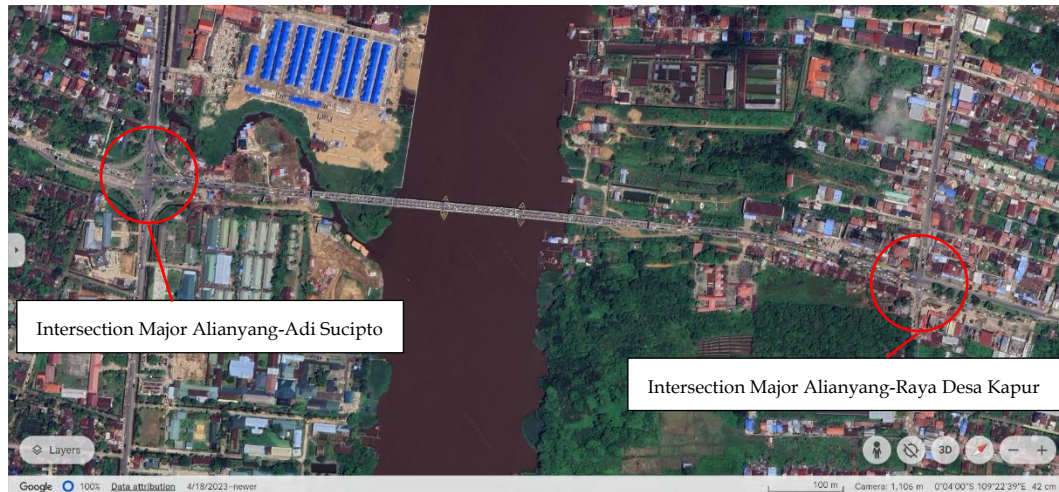 Intersection Major Alianyang-Adi Sucipto
Intersection Major Alianyang-Raya Desa Kapur
Layers
3D
Google 100% Data attribution 4/18/2023-newer 100 m Camera: 1,106 m 0°04'00"S 109°22'39"E 42 cm